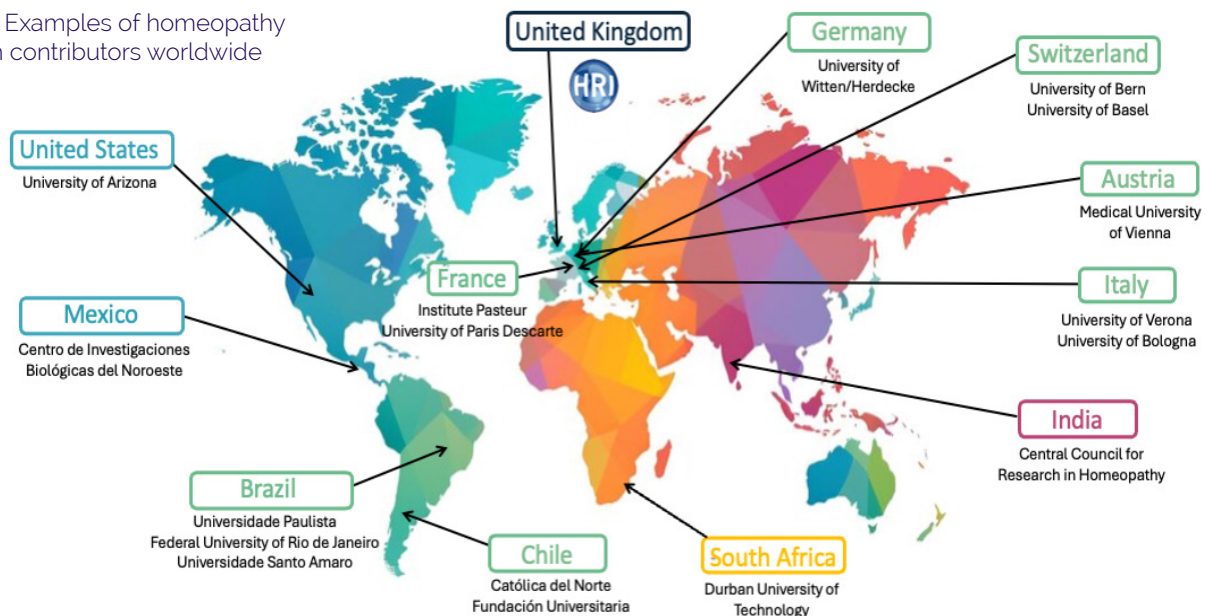 Examples of homeopathy
contributors worldwide
United Kingdom
HRI
Germany
University of
Witten/Herdecke
Switzerland
University of Bern
University of Basel
United States
University of Arizona
Austria
Medical University
of Vienna
France
Institute Pasteur
University of Paris Descarte
Italy
University of Verona
University of Bologna
Mexico
Centro de Investigaciones
Biológicas del Noroeste
India
Central Council for
Research in Homeopathy
Brazil
Universidade Paulista
Federal University of Rio de Janeiro
Universidade Santo Amaro
Chile
Católica del Norte
Fundación Universitaria
South Africa
Durban University of
Technology